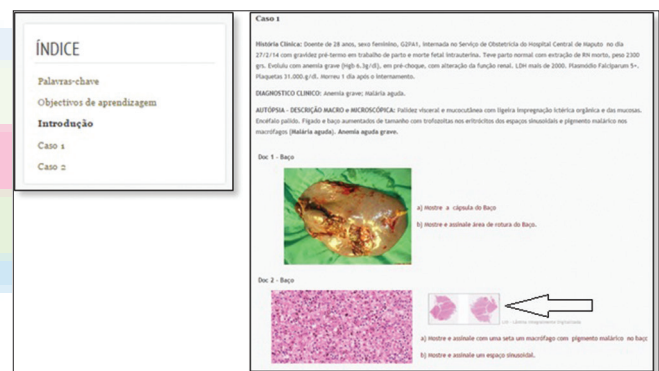 ÍNDICE
Palavras-chave
Objectivos de aprendizagem
Introdução
Caso 1
Caso 2
Caso 1
História Clínica: Doente de 28 anos, sexo feminino, G2PA1, internada no Serviço de Obstetrícia do Hospital Central de Maputo no dia
27/2/14 com gravidez pré-termo em trabalho de parto e morte fetal intrauterina. Teve parto normal com extração de RN morto, peso 2300
grs. Evoluiu com anemia grave (Hgb 6.3g/dl), em pré-choque, com alteração da função renal. LDH mais de 2000. Plasmódio Falciparum 5+.
Plaquetas 31.000.g/dl. Morreu 1 dia após o internamento.
DIAGNOSTICO CLINICO: Anemia grave; Malária aguda.
AUTÓPSIA - DESCRIÇÃO MACRO e MICROSCÓPICA: Palidez visceral e mucocutânea com ligeira impregnação ictérica orgânica e das mucosas.
Encéfalo palido. Fígado e baço aumentados de tamanho com trofozoítas nos eritrócitos dos espaços sinusoidais e pigmento malárico nos
macrófagos (Malária aguda). Anemia aguda grave.
Doc 1 - Baço
a) Mostre a cápsula do Baço
b) Mostre e assinale área de rotura do Baço.
Doc 2 - Baço
a) Mostre e assinale com uma seta um macrófago com pigmento malárico no baço
b) Mostre e assinale um espaço sinusoidal.